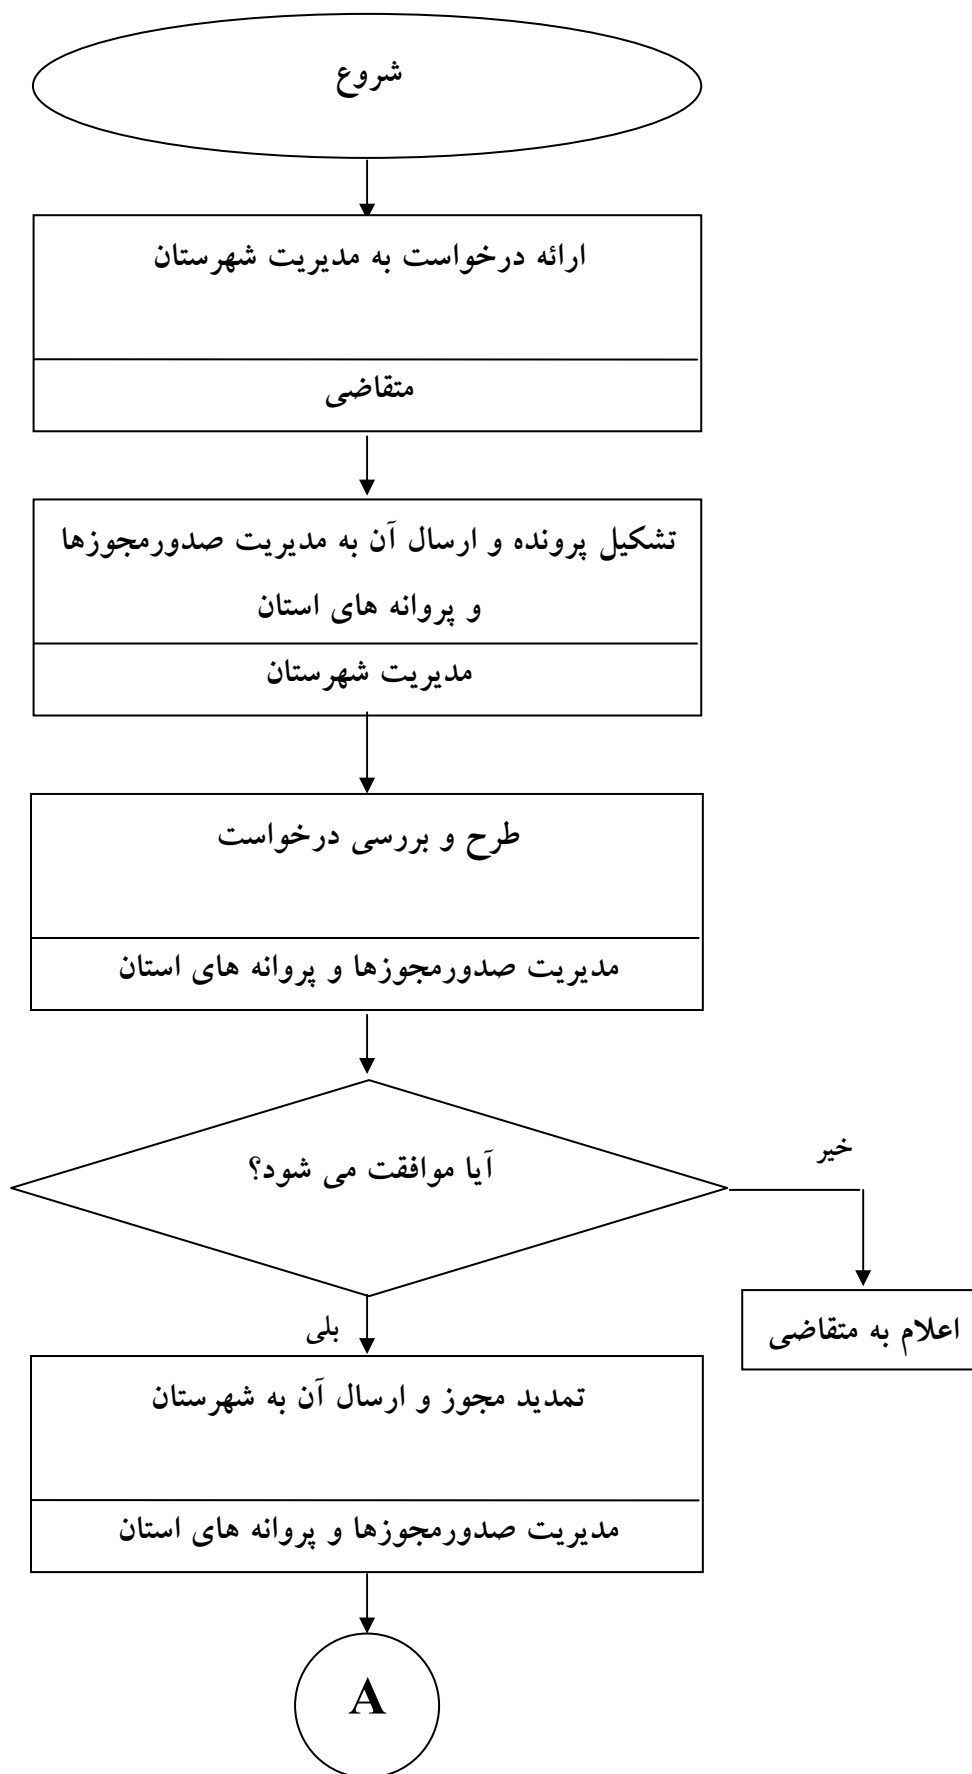 شروع
ارائه درخواست به مدیریت شهرستان
متقاضی
تشکیل پرونده و ارسال آن به مدیریت صدورمجوزها
و پروانه های استان
مدیریت شهرستان
طرح و بررسی درخواست
مدیریت صدورمجوزها و پروانه های استان
آیا موافقت می شود؟
خیر
اعلام به متقاضی
بلی
تمدید مجوز و ارسال آن به شهرستان
مدیریت صدورمجوزها و پروانه های استان
A